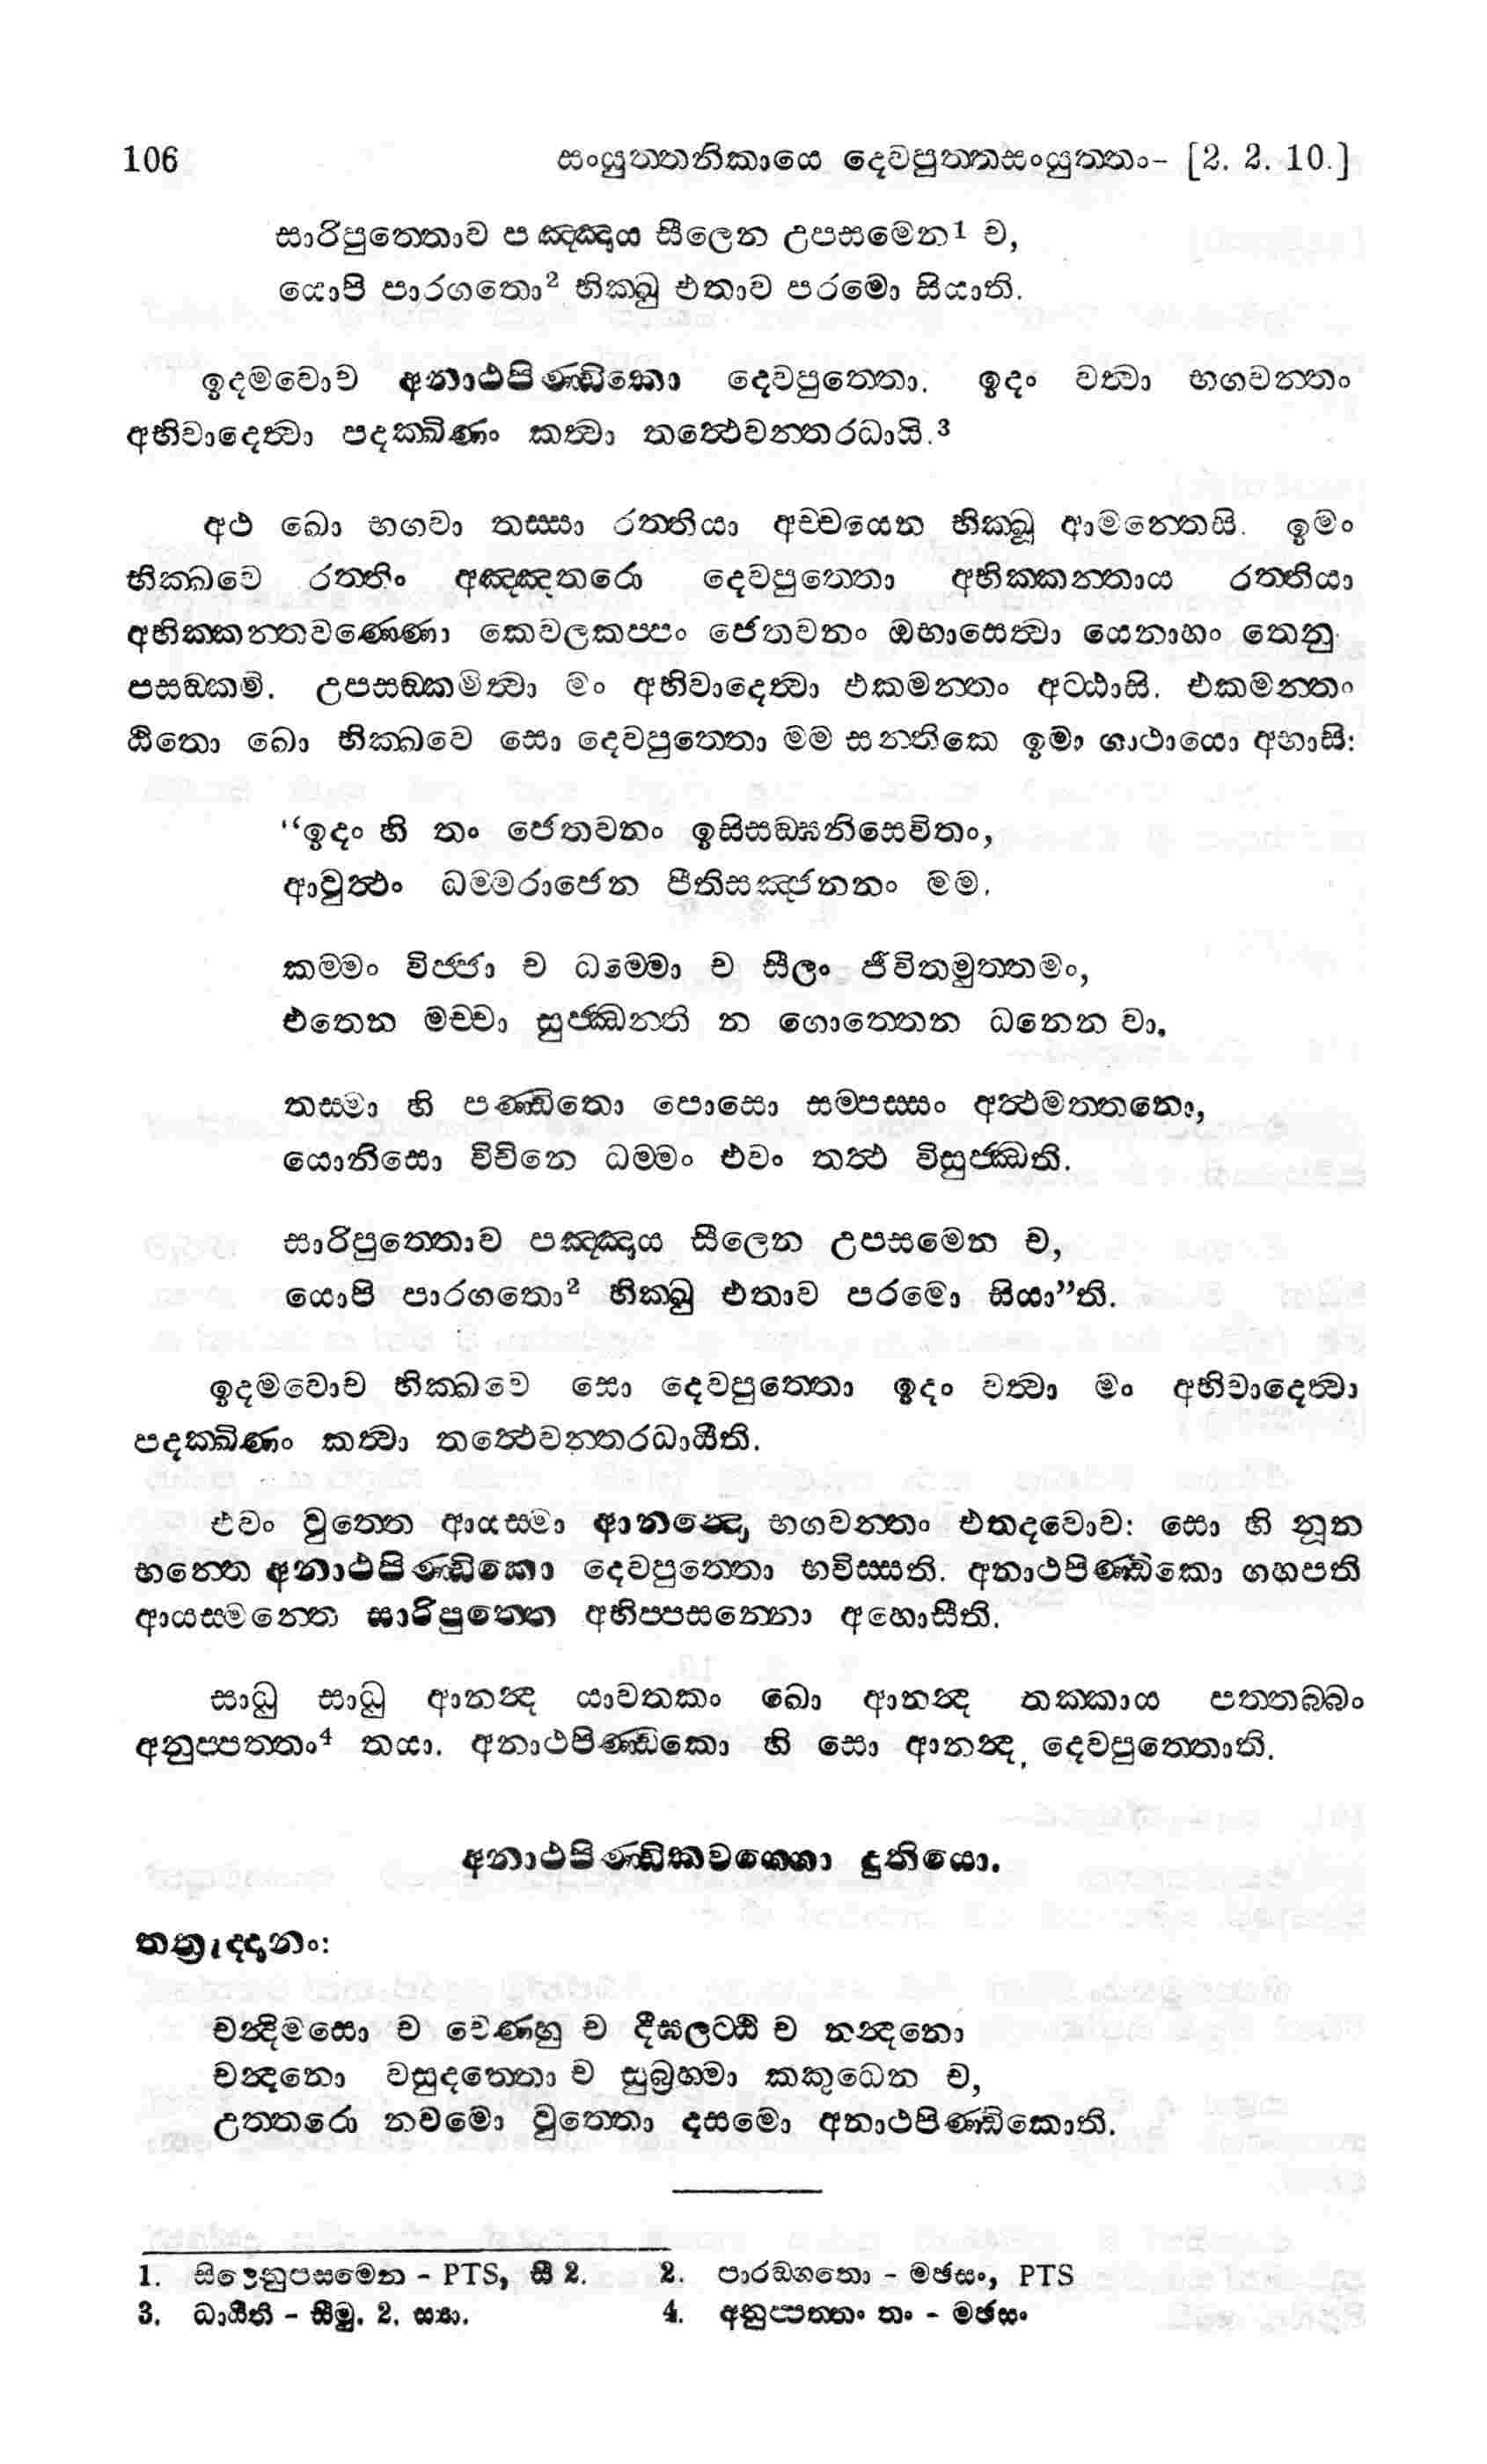 106 සංයුත්තනිකායෙ දෙවපුත්තසංයුත්තං- [2. 2. 10.]
සාරිපුත්තොව පඤ්ඤාය සීලෙන උපසමෙන1 ච,
යොපි පාරගතො2 භික්ඛු එතාව පරමො සියාති.
ඉදමවොච අනාථපිණ්ඩිකො දෙවපුත්තො. ඉදං වත්වා භගවන්තං
අභිවාදෙත්වා පදක්ඛිණං කත්වා තත්ථෙවන්තරධායි.3
අථ ඛො භගවා තස්සා රත්තියා අච්චයෙන භික්ඛූ ආමන්තෙසි. ඉමං
භික්ඛවෙ රත්තිං අඤ්ඤතරො දෙවපුත්තො අභික්කන්තාය රත්තියා
අභික්කන්තවණ්ණො කෙවලකප්පං ජෙතවනං ඔභාසෙත්වා යෙනාහං තෙනු
පසඞ්කමි. උපසඞ්කමිත්වා මං අභිවාදෙත්වා එකමන්තං අට්ඨාසි. එකමන්තං
ඨිතො ඛො භික්ඛවෙ සො දෙවපුත්තො මම සන්තිකෙ ඉමා ගාථායො අභාසි:
“ඉදං හි තං ජෙතවනං ඉසිසඞ්ඝනිසෙවිතං,
ආවුත්ථං ධම්මරාජෙන පීතිසඤ්ජනනං මම.
කම්මං විජ්ජා ච ධම්මො ච සීලං ජීවිතමුත්තමං,
එතෙන මච්චා සුජ්ඣන්ති න ගොත්තෙන ධනෙන වා.
තස්මා හි පණ්ඩිතො පොසො සම්පස්සං අත්ථමත්තනො,
යොනිසො විචිනෙ ධම්මං එවං තත්ථ විසුජ්ඣති.
සාරිපුත්තොව පඤ්ඤාය සීලෙන උපසමෙන ච,
යොපි පාරගතො2 භික්ඛු එතාව පරමො සියා”ති.
ඉදමවොච භික්ඛවෙ සො දෙවපුත්තො ඉදං වත්වා මං අභිවාදෙත්වා
පදක්ඛිණං කත්වා තත්ථෙවන්තරධායීති.
එවං වුත්තෙ ආයස්මා ආනන්දො භගවන්තං එතදවොච: සො හි නූන
භන්තෙ අනාථපිණ්ඩිකො දෙවපුත්තො භවිස්සති. අනාථපිණ්ඩිකො ගහපති
ආයස්මන්තෙ සාරිපුත්තෙ අභිප්පසන්නො අහොසීති.
සාධු සාධු ආනන්ද යාවතකං ඛො ආනන්ද තක්කාය පත්තබ්බං
අනුප්පත්තං4 තයා. අනාථපිණ්ඩිකො හි සො ආනන්ද, දෙවපුත්තොති.
අනාථපිණ්ඩිකවග්ගො දුතියො.
තත්‍රුද්දානං:
චන්දිමසො ච වෙණ්හු ච දීඝලට්ඨි ච නන්දනො
චන්දනො වසුදත්තො ච සුබ්‍රහ්මා කකුධෙන ච,
උත්තරො නවමො වුත්තො දසමො අනාථපිණ්ඩිකොති.
1. සීලෙනුපසමෙන - PTS, සී 2. 2. පාරඞ්ගතො - මඡසං, PTS
3. ධායීති - සීමු. 2. ස්‍යා. 4. අනුප්පත්තං තං - මඡසං